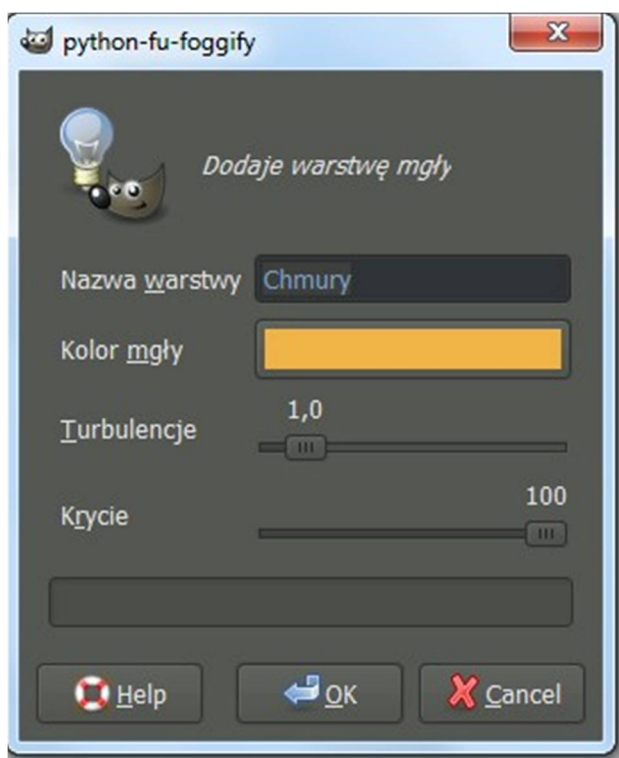 python-fu-foggify
Dodaje warstwę mgły
Nazwa warstwy Chmury
Kolor mgły
1,0
Turbulencje
100
Krycie
Help OK Cancel